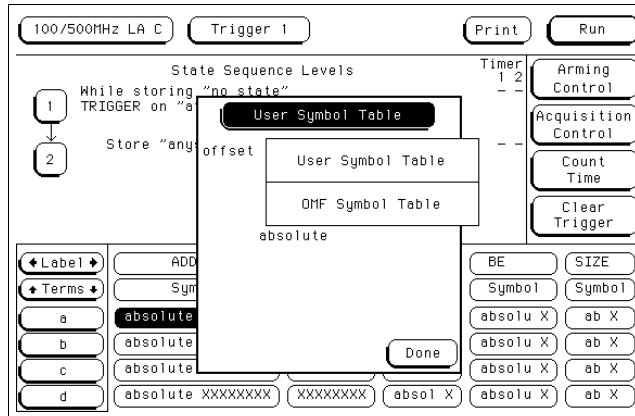 100/500MHz LA C Trigger 1 Print Run
State Sequence Levels
Timer
1 2
While storing "no state"
TRIGGER on "a
Store "any
- -
- -
1
2
Arming
Control
Acquisition
Control
Count
Time
Clear
Trigger
User Symbol Table
offset
User Symbol Table
OMF Symbol Table
absolute
Done
Label ADD BE SIZE
Terms Sym Symbol Symbol
a absolute absolu X ab X
b absolute absolu X ab X
c absolute absolu X ab X
d absolute XXXXXXXX XXXXXXXX absol X absolu X ab X